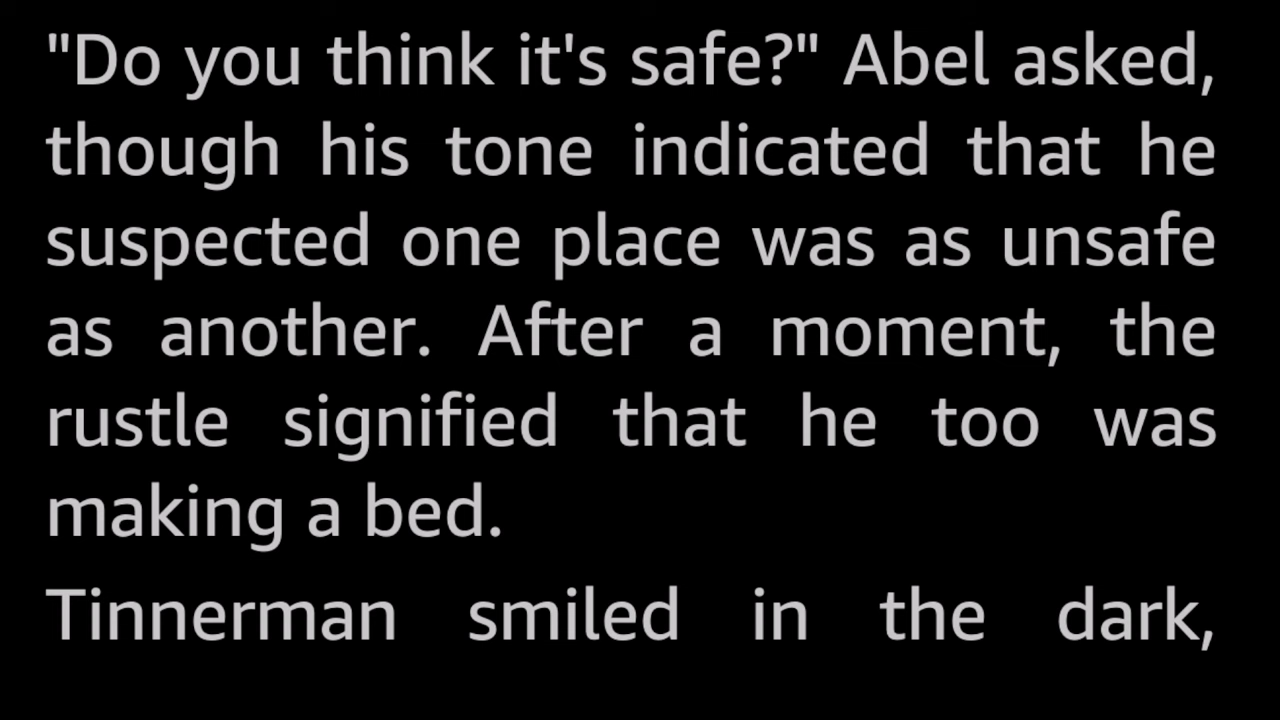 "Do you think it's safe?" Abel asked,
though his tone indicated that he
suspected one place was as unsafe
as another. After a moment, the
rustle signified that he too was
making a bed.
Tinnerman smiled in the dark,